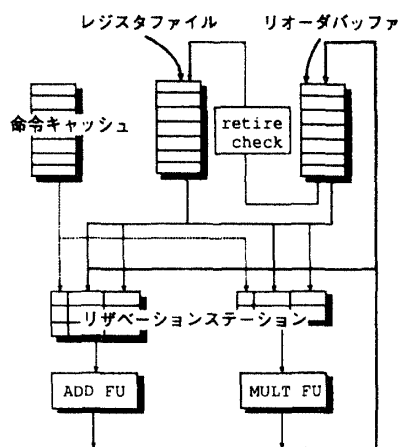 レジスタファイル
リオーダバッファ
命令キャッシュ
retire
check
リザベーションステーション
ADD FU
MULT FU